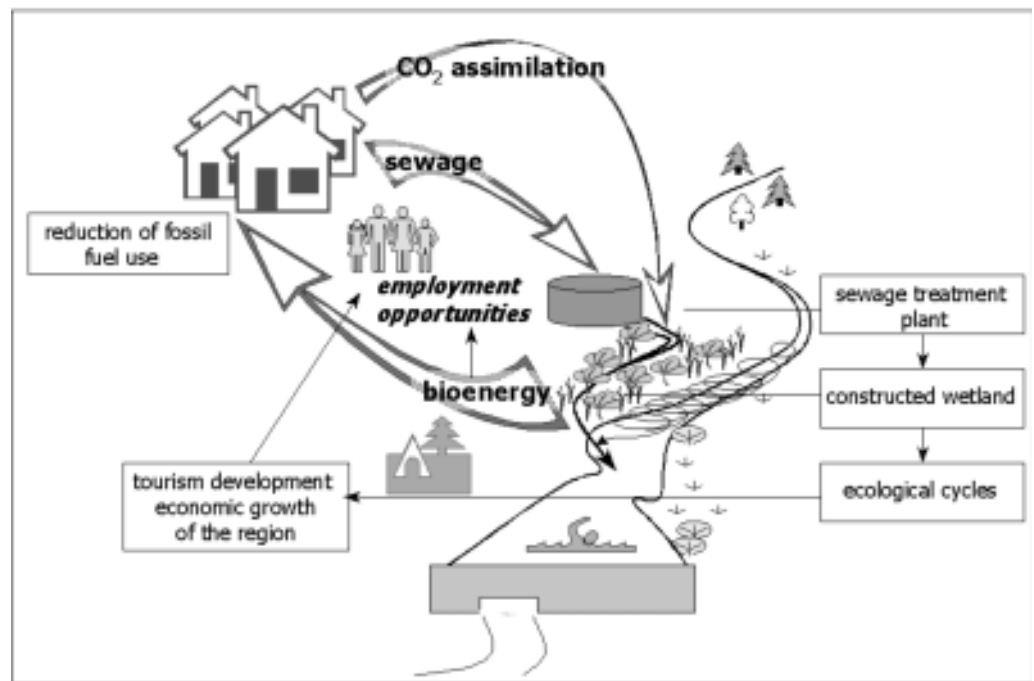 CO₂ assimilation
sewage
reduction of fossil
fuel use
employment
opportunities
sewage treatment
plant
bioenergy
constructed wetland
tourism development
economic growth
of the region
ecological cycles